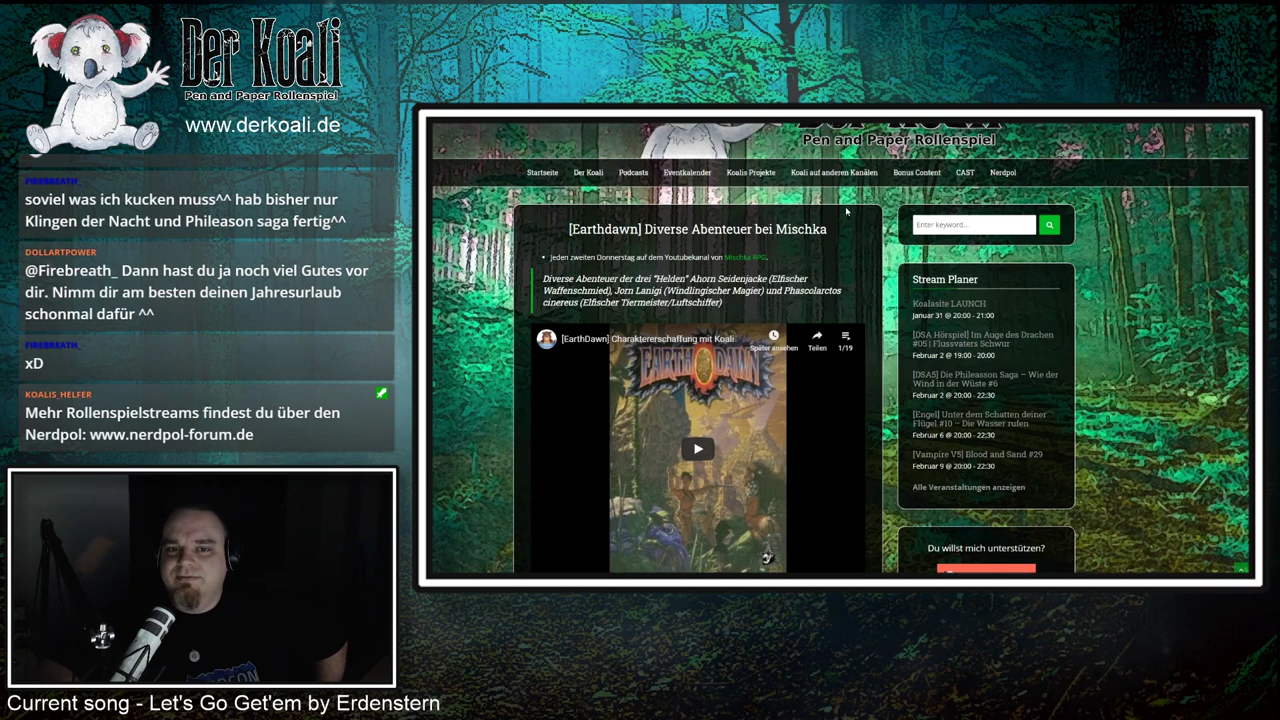 Der Koali
Pen and Paper Rollenspiel
www.derkoali.de
FIREBREATH_
soviel was ich kucken muss^^ hab bisher nur
Klingen der Nacht und Phileason saga fertig^^
DOLLARTPOWER
@Firebreath_ Dann hast du ja noch viel Gutes vor
dir. Nimm dir am besten deinen Jahresurlaub
schonmal dafür ^^
FIREBREATH_
xD
KOALIS_HELFER
Mehr Rollenspielstreams findest du über den
Nerdpol: www.nerdpol-forum.de
Current song - Let's Go Get'em by Erdenstern
Pen and Paper Rollenspiel
Startseite Der Koali Podcasts Eventkalender Koalis Projekte Koali auf anderen Kanälen Bonus Content CAST Nerdpol
[Earthdawn] Diverse Abenteuer bei Mischka
Jeden zweiten Donnerstag auf dem Youtubekanal von Mischka RPG.
Diverse Abenteuer der drei "Helden" Ahorn Seidenjacke (Elfischer
Waffenschmied), Jorn Lanigi (Windlingischer Magier) und Phascolarctos
cinereus (Elfischer Tiermeister/Luftschiffer)
[EarthDawn] Charaktererschaffung mit Koali
Später ansehen Teilen 1/19
EARTHDAWN
Enter keyword...
Stream Planer
Koalasite LAUNCH
Januar 31 @ 20:00 - 21:00
[DSA Hörspiel] Im Auge des Drachen
#05 | Flussvaters Schwur
Februar 2 @ 19:00 - 20:00
[DSA5] Die Phileasson Saga – Wie der
Wind in der Wüste #6
Februar 2 @ 20:00 - 22:30
[Engel] Unter dem Schatten deiner
Flügel #10 – Die Wasser rufen
Februar 6 @ 20:00 - 22:30
[Vampire V5] Blood and Sand #29
Februar 9 @ 20:00 - 22:30
Alle Veranstaltungen anzeigen
Du willst mich unterstützen?